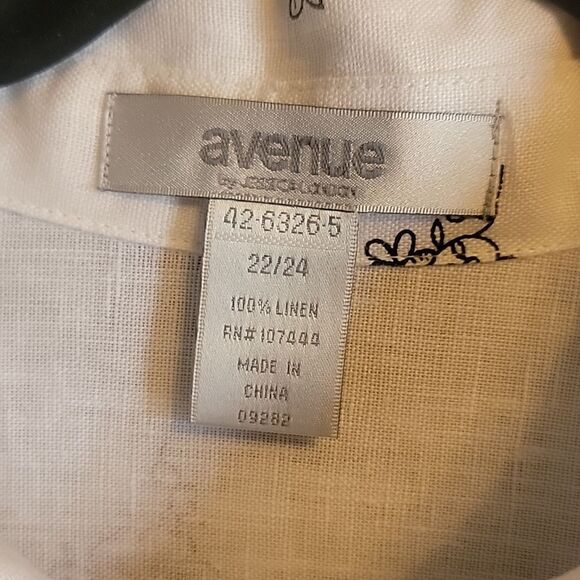 avenue
by JESSICA LONDON
42-6326-5
22/24
100% LINEN
RN# 107444
MADE IN
CHINA
09282